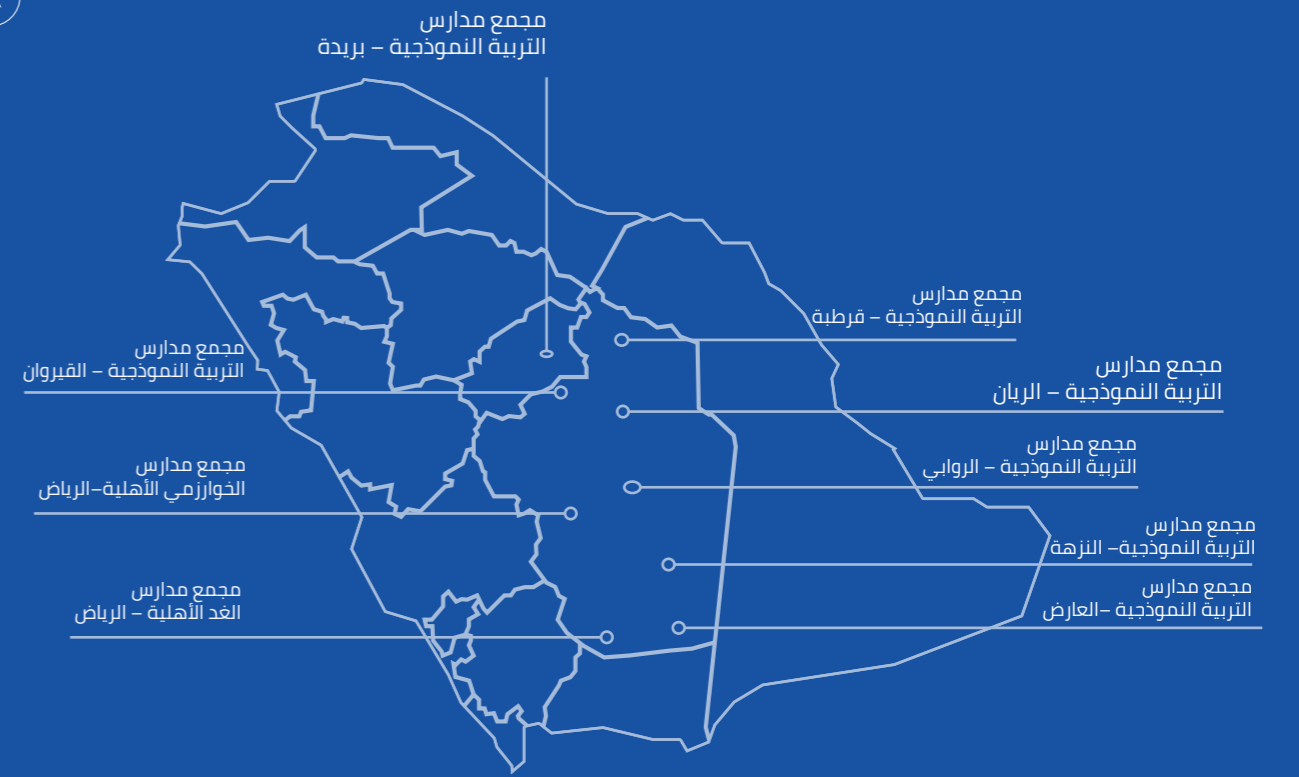 مجمع مدارس
التربية النموذجية – بريدة
مجمع مدارس
التربية النموذجية – قرطبة
مجمع مدارس
التربية النموذجية – الريان
مجمع مدارس
التربية النموذجية – الروابي
مجمع مدارس
التربية النموذجية– النزهة
مجمع مدارس
التربية النموذجية –العارض
مجمع مدارس
التربية النموذجية – القيروان
مجمع مدارس
الخوارزمي الأهلية–الرياض
مجمع مدارس
الغد الأهلية – الرياض